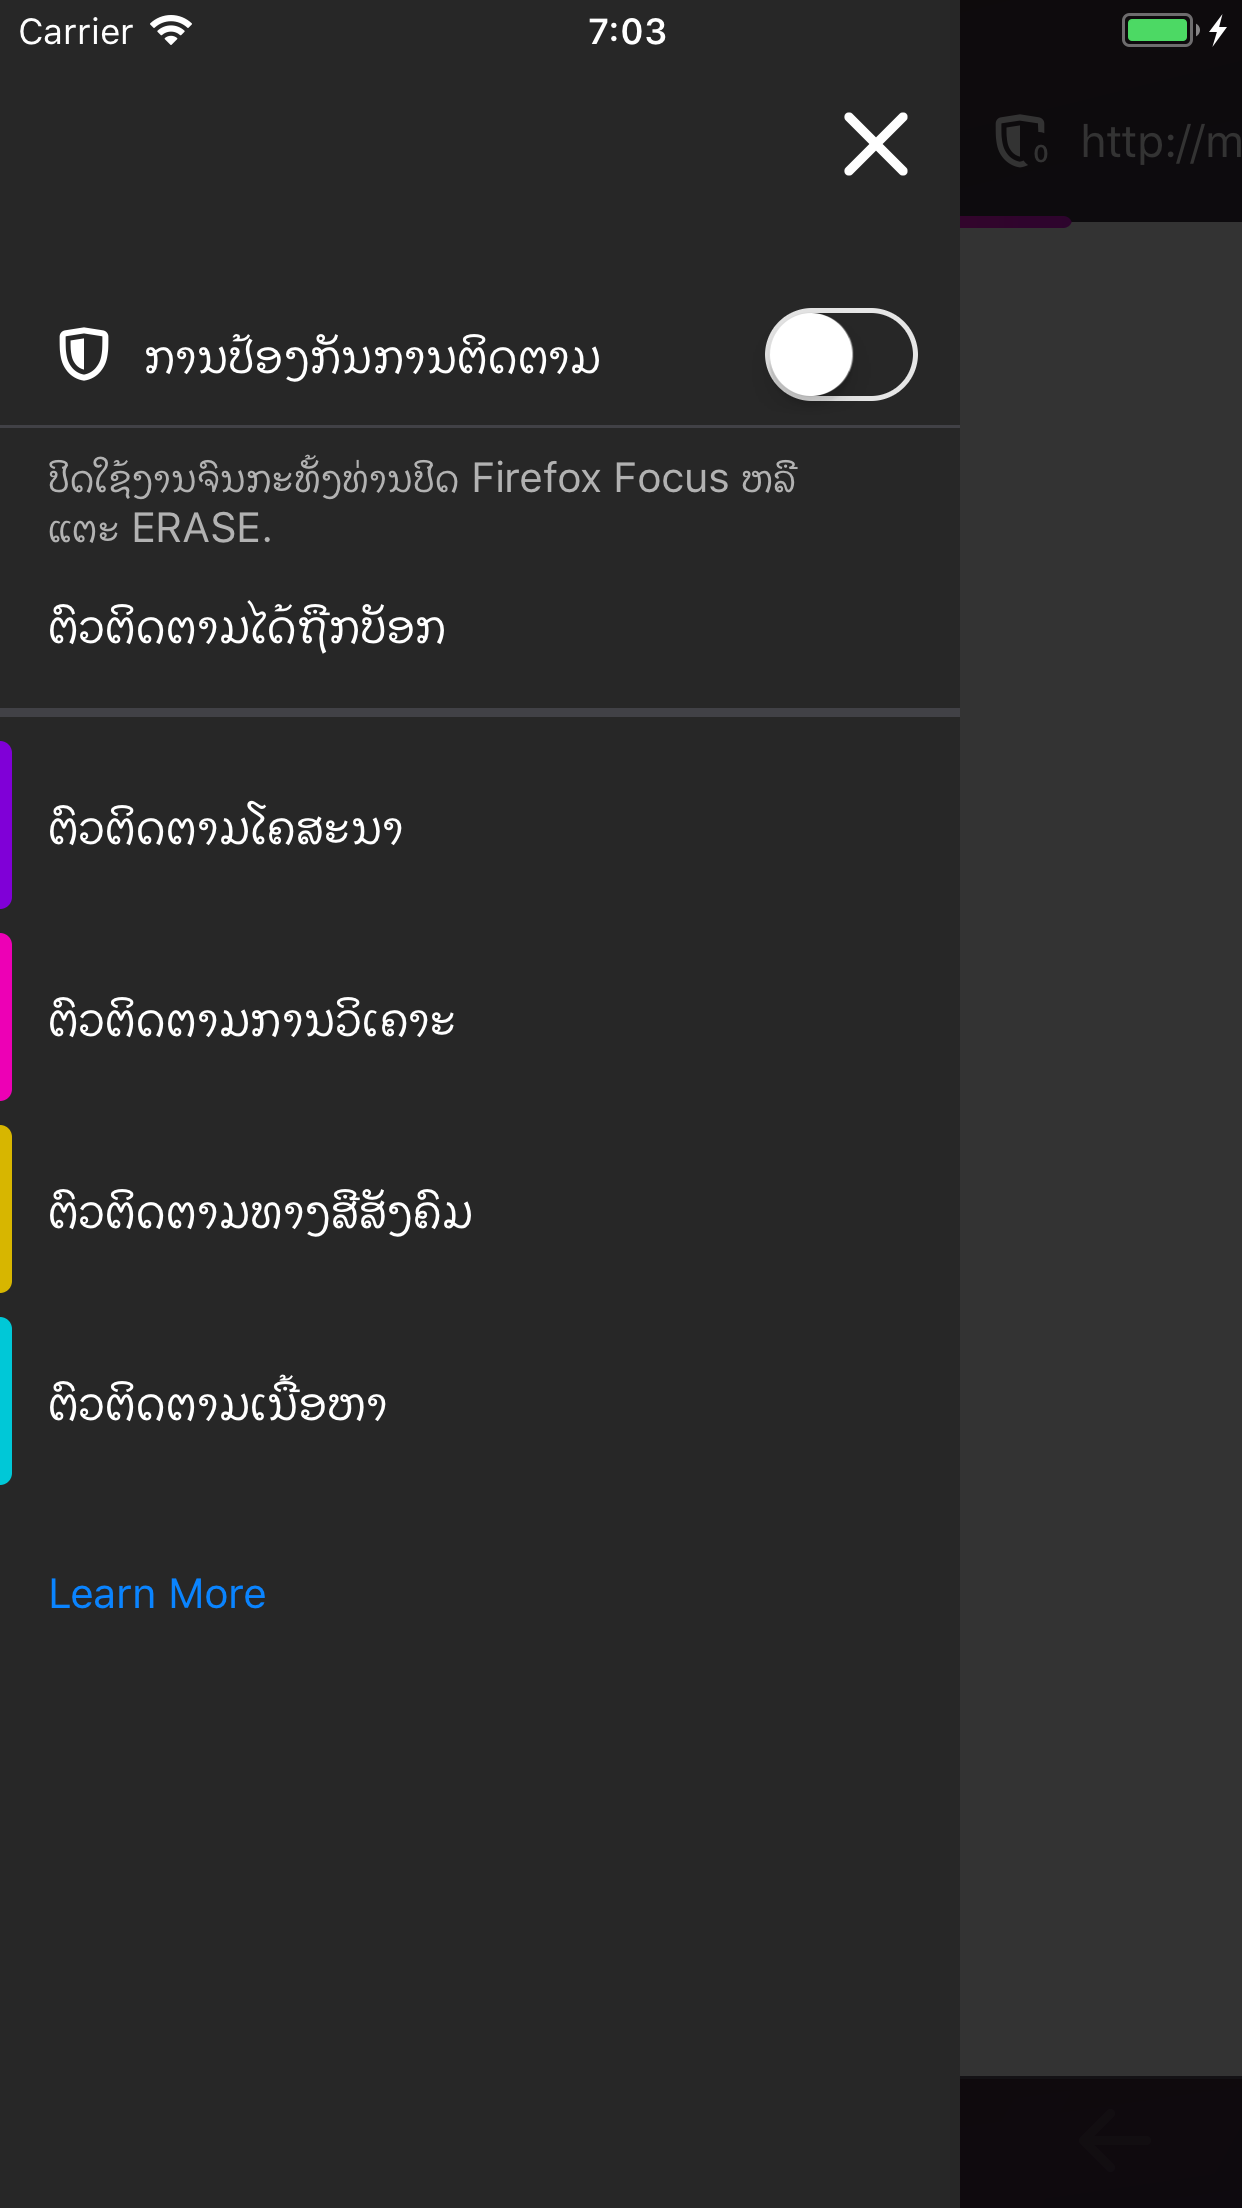 Carrier 7:03
0 http://m
ການປ້ອງກັນການຕິດຕາມ
ປິດໃຊ້ງານຈົນກະທັ້ງທ່ານປິດ Firefox Focus ຫລື
ແຕະ ERASE.
ຕົວຕິດຕາມໄດ້ຖືກບັອກ
ຕົວຕິດຕາມໂຄສະນາ
ຕົວຕິດຕາມການວິເຄາະ
ຕົວຕິດຕາມທາງສືສັງຄົມ
ຕົວຕິດຕາມເນື້ອຫາ
Learn More